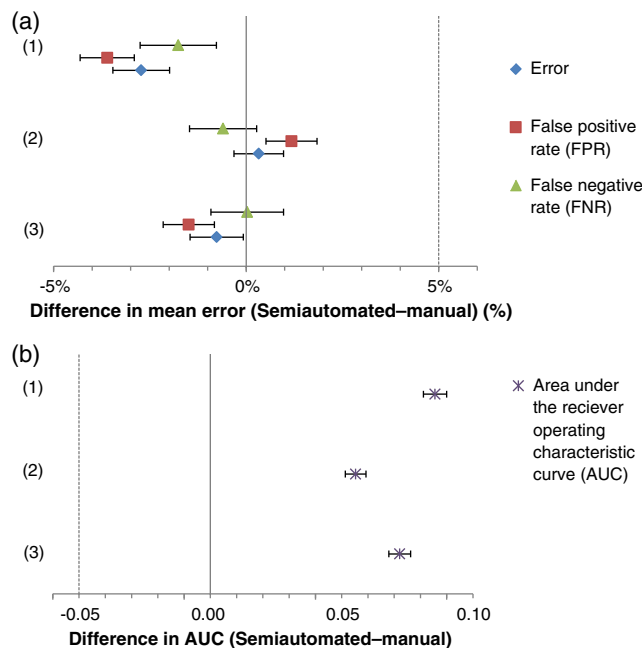 (a)
(1)
(2)
(3)
-5%
0%
5%
Difference in mean error (Semiautomated–manual) (%)
Error
False positive
rate (FPR)
False negative
rate (FNR)
(b)
(1)
(2)
(3)
-0.05
0.00
0.05
0.10
Difference in AUC (Semiautomated–manual)
Area under
the reciever
operating
characteristic
curve (AUC)